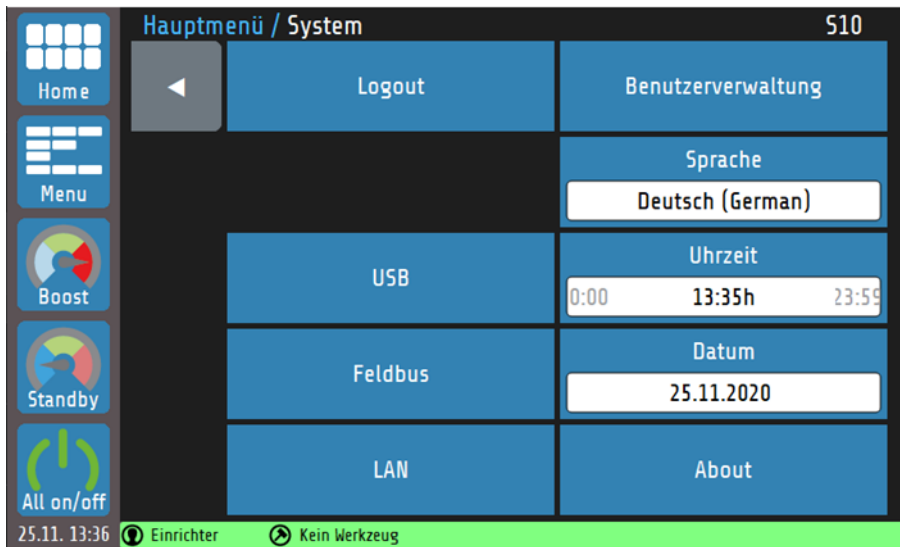 Hauptmenü / System S10
Home
◄ Logout Benutzerverwaltung
Sprache
Menu
Deutsch (German)
USB
Uhrzeit
Boost
0:00 13:35h 23:59
Feldbus
Datum
Standby
25.11.2020
LAN About
All on/off
25.11. 13:36 Einrichter Kein Werkzeug